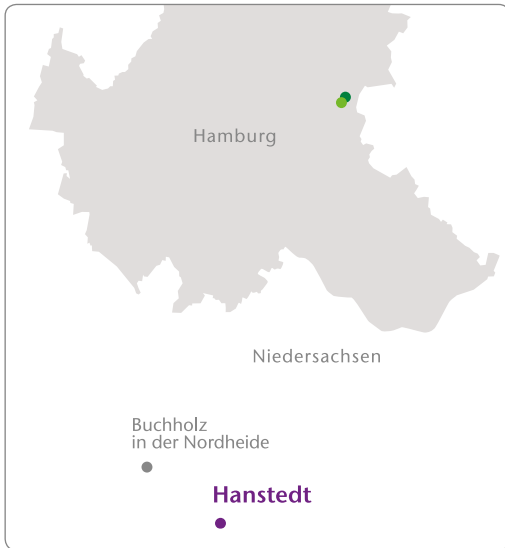 Hamburg
Niedersachsen
Buchholz
in der Nordheide
Hanstedt